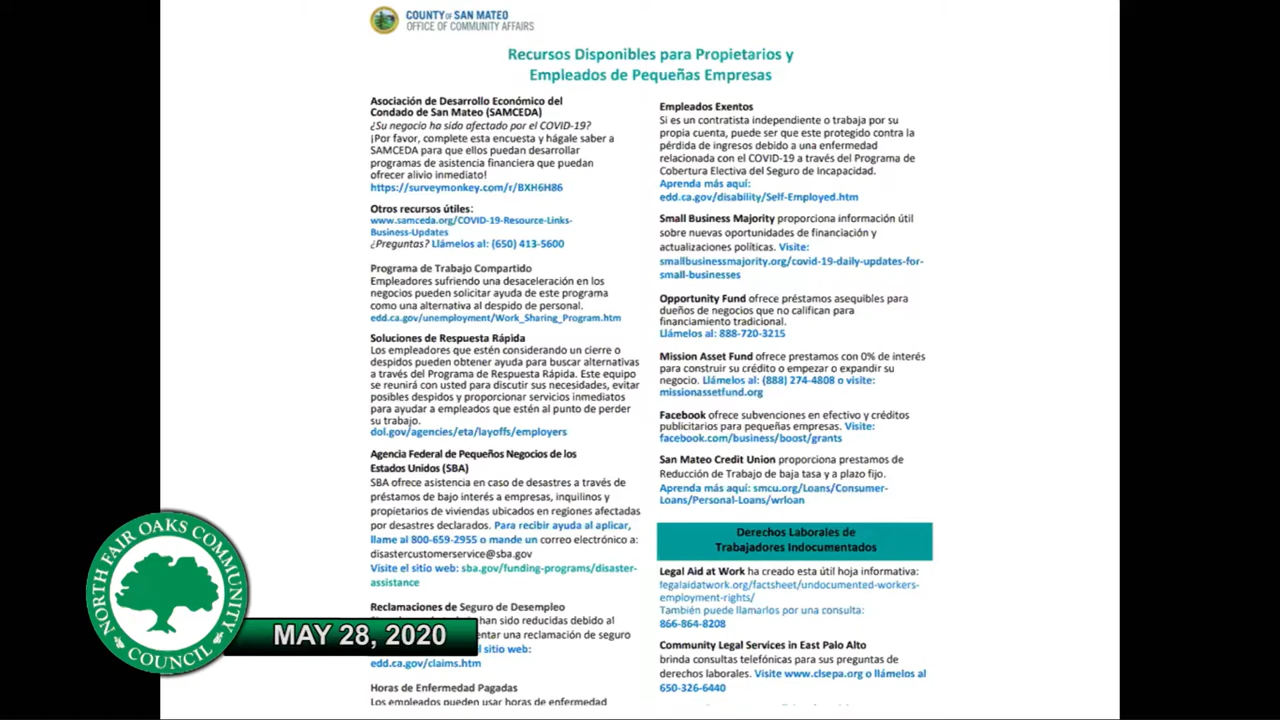 COUNTY OF SAN MATEO
OFFICE OF COMMUNITY AFFAIRS
Recursos Disponibles para Propietarios y
Empleados de Pequeñas Empresas
Asociación de Desarrollo Económico del
Condado de San Mateo (SAMCEDA)
¿Su negocio ha sido afectado por el COVID-19?
¡Por favor, complete esta encuesta y hágale saber a
SAMCEDA para que ellos puedan desarrollar
programas de asistencia financiera que puedan
ofrecer alivio inmediato!
https://surveymonkey.com/r/BXH6H86
Otros recursos útiles:
www.samceda.org/COVID-19-Resource-Links-
Business-Updates
¿Preguntas? Llámelos al: (650) 413-5600
Programa de Trabajo Compartido
Empleadores sufriendo una desaceleración en los
negocios pueden solicitar ayuda de este programa
como una alternativa al despido de personal.
edd.ca.gov/unemployment/Work_Sharing_Program.htm
Soluciones de Respuesta Rápida
Los empleadores que estén considerando un cierre o
despidos pueden obtener ayuda para buscar alternativas
a través del Programa de Respuesta Rápida. Este equipo
se reunirá con usted para discutir sus necesidades, evitar
posibles despidos y proporcionar servicios inmediatos
para ayudar a empleados que estén al punto de perder
su trabajo.
dol.gov/agencies/eta/layoffs/employers
Agencia Federal de Pequeños Negocios de los
Estados Unidos (SBA)
SBA ofrece asistencia en caso de desastres a través de
préstamos de bajo interés a empresas, inquilinos y
propietarios de viviendas ubicados en regiones afectadas
por desastres declarados. Para recibir ayuda al aplicar,
llame al 800-659-2955 o mande un correo electrónico a:
disastercustomerservice@sba.gov
Visite el sitio web: sba.gov/funding-programs/disaster-
assistance
Reclamaciones de Seguro de Desempleo
han sido reducidas debido al
entar una reclamación de seguro
l sitio web:
edd.ca.gov/claims.htm
Horas de Enfermedad Pagadas
Los empleados pueden usar horas de enfermedad
Empleados Exentos
Si es un contratista independiente o trabaja por su
propia cuenta, puede ser que este protegido contra la
pérdida de ingresos debido a una enfermedad
relacionada con el COVID-19 a través del Programa de
Cobertura Electiva del Seguro de Incapacidad.
Aprenda más aquí:
edd.ca.gov/disability/Self-Employed.htm
Small Business Majority proporciona información útil
sobre nuevas oportunidades de financiación y
actualizaciones políticas. Visite:
smallbusinessmajority.org/covid-19-daily-updates-for-
small-businesses
Opportunity Fund ofrece préstamos asequibles para
dueños de negocios que no califican para
financiamiento tradicional.
Llámelos al: 888-720-3215
Mission Asset Fund ofrece prestamos con 0% de interés
para construir su crédito o empezar o expandir su
negocio. Llámelos al: (888) 274-4808 o visite:
missionassetfund.org
Facebook ofrece subvenciones en efectivo y créditos
publicitarios para pequeñas empresas. Visite:
facebook.com/business/boost/grants
San Mateo Credit Union proporciona prestamos de
Reducción de Trabajo de baja tasa y a plazo fijo.
Aprenda más aquí: smcu.org/Loans/Consumer-
Loans/Personal-Loans/wrloan
Derechos Laborales de
Trabajadores Indocumentados
Legal Aid at Work ha creado esta útil hoja informativa:
legalaidatwork.org/factsheet/undocumented-workers-
employment-rights/
También puede llamarlos por una consulta:
866-864-8208
Community Legal Services in East Palo Alto
brinda consultas telefónicas para sus preguntas de
derechos laborales. Visite www.clsepa.org o llámelos al
650-326-6440
NORTH FAIR OAKS COMMUNITY
COUNCIL
MAY 28, 2020